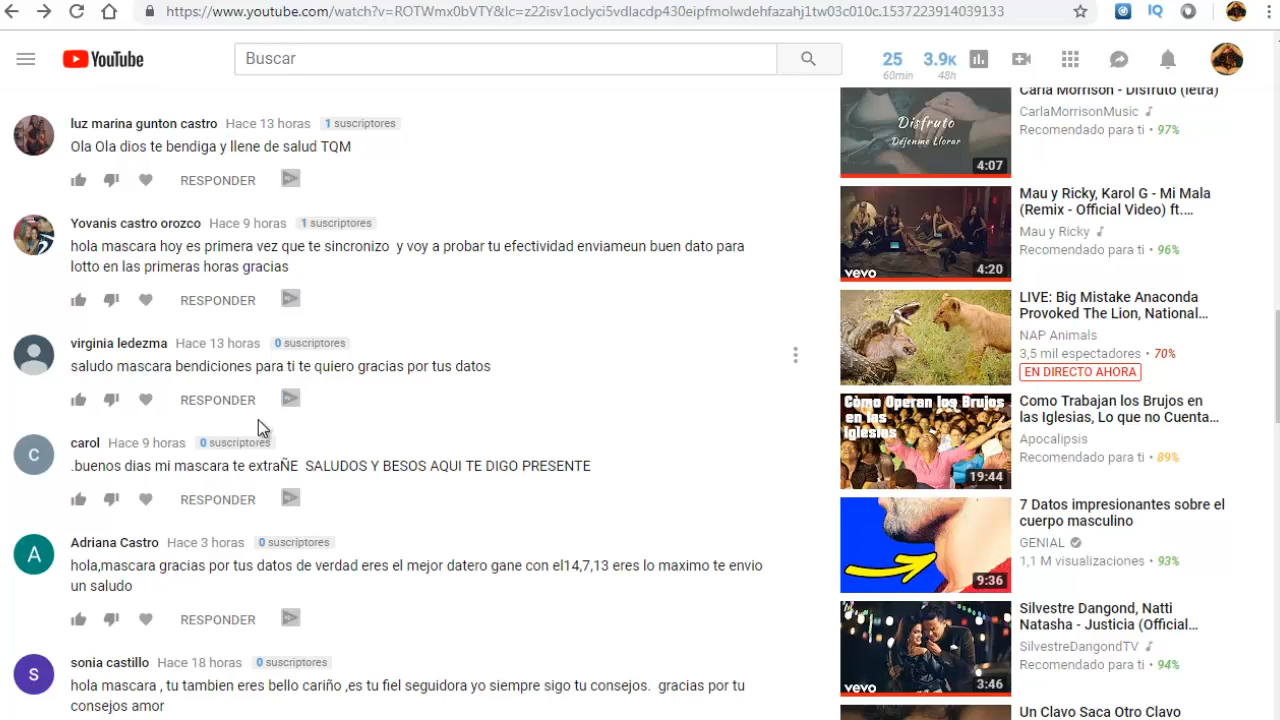 https://www.youtube.com/watch?v=ROTWmx0bVTY&lc=z22isv1oclyci5vdlacdp430eipfmolwdehfazahj1tw03c010c.1537223914039133
IQ
YouTube
Buscar
25
60min
3.9K
48h
luz marina gunton castro Hace 13 horas 1 suscriptores
Ola Ola dios te bendiga y llene de salud TQM
RESPONDER
Yovanis castro orozco Hace 9 horas 1 suscriptores
hola mascara hoy es primera vez que te sincronizo y voy a probar tu efectividad enviameun buen dato para
lotto en las primeras horas gracias
RESPONDER
virginia ledezma Hace 13 horas 0 suscriptores
saludo mascara bendiciones para ti te quiero gracias por tus datos
RESPONDER
carol Hace 9 horas 0 suscriptores
C
.buenos dias mi mascara te extraÑE SALUDOS Y BESOS AQUI TE DIGO PRESENTE
RESPONDER
Adriana Castro Hace 3 horas 0 suscriptores
A
hola,mascara gracias por tus datos de verdad eres el mejor datero gane con el14,7,13 eres lo maximo te envio
un saludo
RESPONDER
sonia castillo Hace 18 horas 0 suscriptores
S
hola mascara , tu tambien eres bello cariño ,es tu fiel seguidora yo siempre sigo tu consejos. gracias por tu
consejos amor
Disfruto
Déjenme Llorar
4:07
Carla Morrison - Disfruto (letra)
CarlaMorrisonMusic
Recomendado para ti • 97%
vevo
4:20
Mau y Ricky, Karol G - Mi Mala
(Remix - Official Video) ft....
Mau y Ricky
Recomendado para ti • 96%
LIVE: Big Mistake Anaconda
Provoked The Lion, National...
NAP Animals
3,5 mil espectadores • 70%
EN DIRECTO AHORA
Còmo Operan los Brujos
en las
Iglesias
19:44
Como Trabajan los Brujos en
las Iglesias, Lo que no Cuenta...
Apocalipsis
Recomendado para ti • 89%
9:36
7 Datos impresionantes sobre el
cuerpo masculino
GENIAL
1,1 M visualizaciones • 93%
vevo
3:46
Silvestre Dangond, Natti
Natasha - Justicia (Official...
SilvestreDangondTV
Recomendado para ti • 94%
Un Clavo Saca Otro Clavo